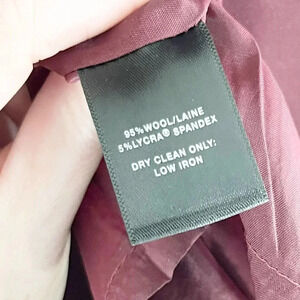 95% WOOL/LAINE
5% LYCRA® SPANDEX
DRY CLEAN ONLY:
LOW IRON